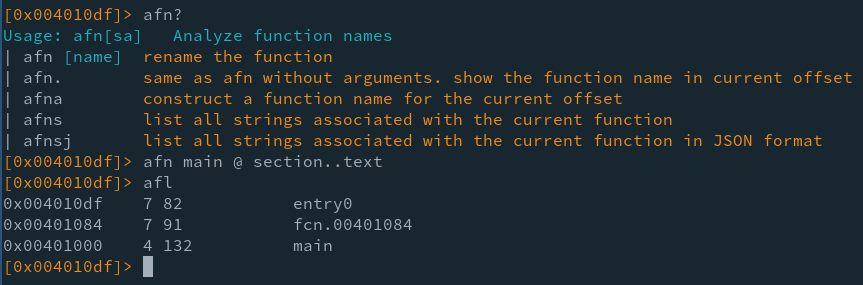 [0x004010df]> afn?
Usage: afn[sa]   Analyze function names
| afn [name]  rename the function
| afn.        same as afn without arguments. show the function name in current offset
| afna        construct a function name for the current offset
| afns        list all strings associated with the current function
| afnsj       list all strings associated with the current function in JSON format
[0x004010df]> afn main @ section..text
[0x004010df]> afl
0x004010df    7 82           entry0
0x00401084    7 91           fcn.00401084
0x00401000    4 132          main
[0x004010df]>